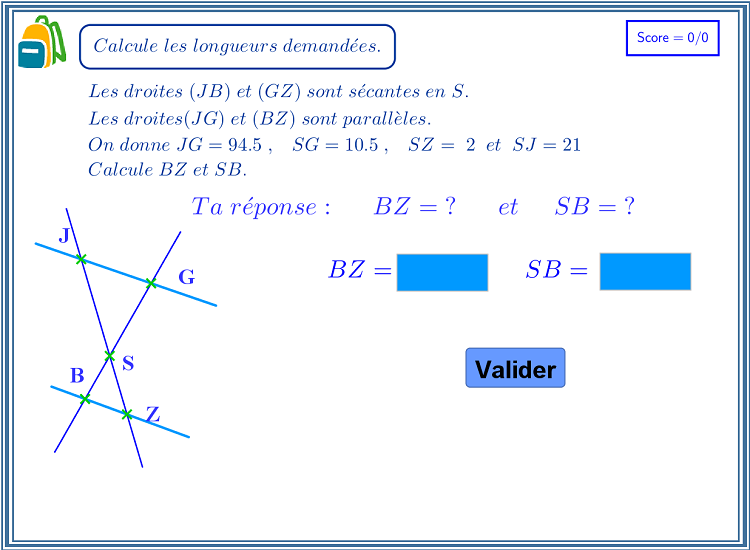 Calcule les longueurs demandées.
Score = 0/0
Les droites (JB) et (GZ) sont sécantes en S.
Les droites(JG) et (BZ) sont parallèles.
On donne JG = 94.5 , SG = 10.5 , SZ = 2 et SJ = 21
Calcule BZ et SB.
Ta réponse : BZ = ? et SB = ?
J
G
BZ = SB =
S
B
Valider
Z